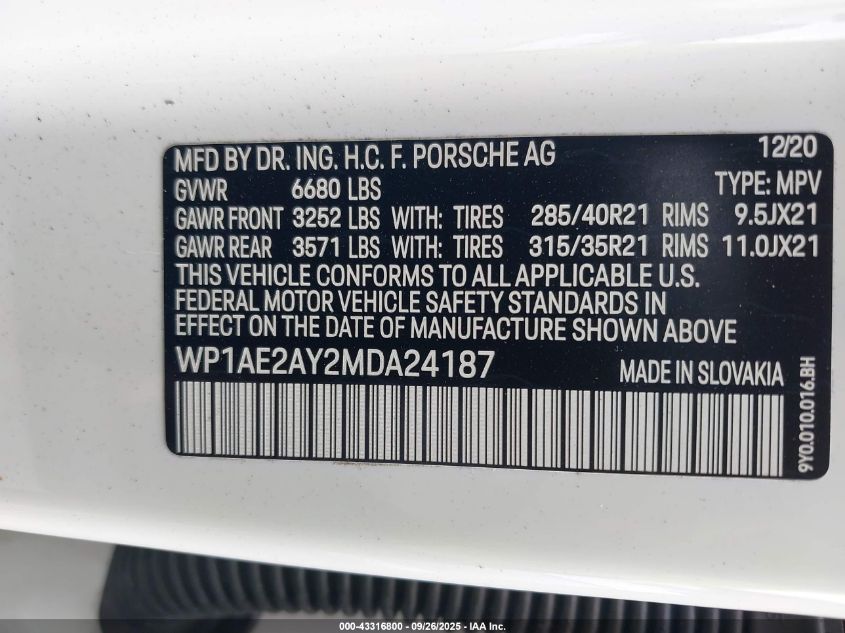 MFD BY DR. ING. H.C. F. PORSCHE AG 12/20
GVWR 6680 LBS TYPE: MPV
GAWR FRONT 3252 LBS WITH: TIRES 285/40R21 RIMS 9.5JX21
GAWR REAR 3571 LBS WITH: TIRES 315/35R21 RIMS 11.0JX21
THIS VEHICLE CONFORMS TO ALL APPLICABLE U.S.
FEDERAL MOTOR VEHICLE SAFETY STANDARDS IN
EFFECT ON THE DATE OF MANUFACTURE SHOWN ABOVE
WP1AE2AY2MDA24187 MADE IN SLOVAKIA
9Y0.010.016.BH
000-43316800 - 09/26/2025 - IAA Inc.